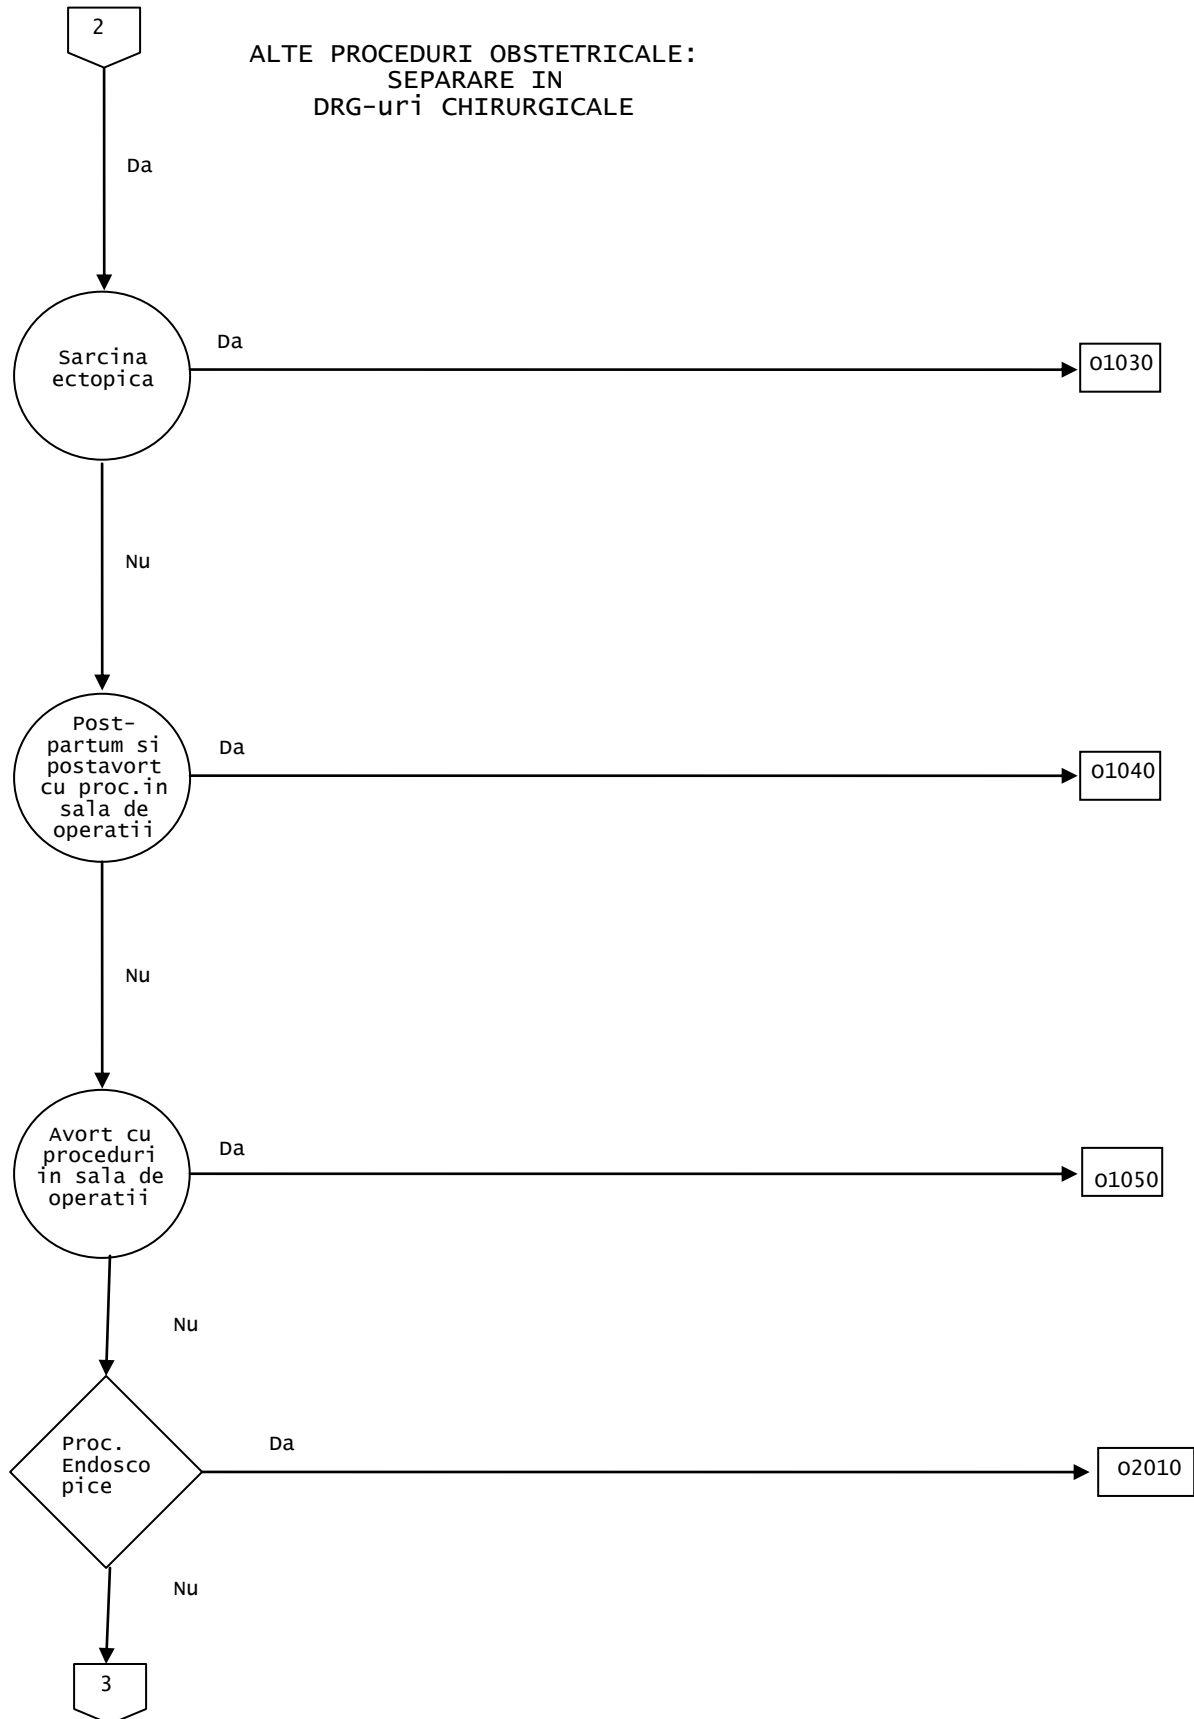 2
ALTE PROCEDURI OBSTETRICALE:
SEPARARE IN
DRG-uri CHIRURGICALE
Da
Sarcina
ectopica
Da
O1030
Nu
Post-
partum si
postavort
cu proc.in
sala de
operatii
Da
O1040
Nu
Avort cu
proceduri
in sala de
operatii
Da
O1050
Nu
Proc.
Endosco
pice
Da
O2010
Nu
3